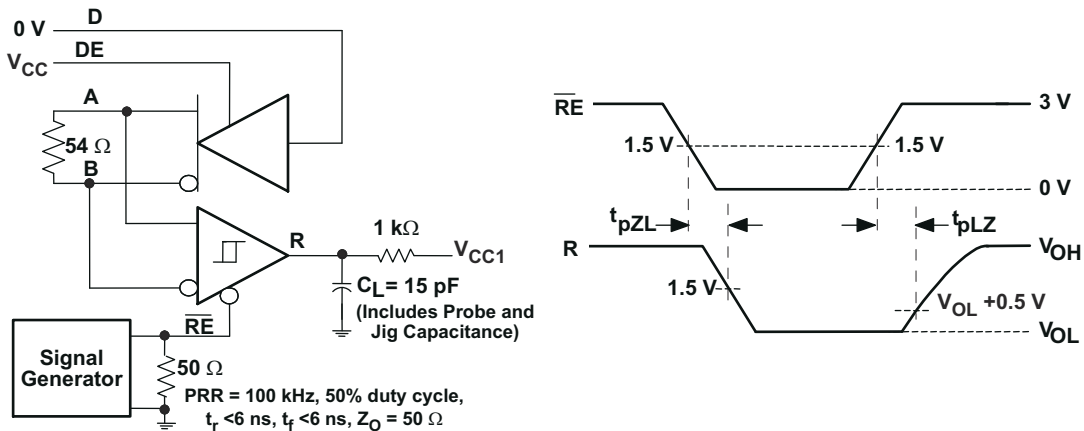 D
0 V
DE
VCC
A
54 Ω
B
1 kΩ
R
VCC1
CL= 15 pF
(Includes Probe and
Jig Capacitance)
RE
Signal
Generator
50 Ω
PRR = 100 kHz, 50% duty cycle,
tr <6 ns, tf <6 ns, ZO = 50 Ω
RE
3 V
1.5 V
1.5 V
0 V
tpZL
tpLZ
R
VOH
1.5 V
VOL +0.5 V
VOL